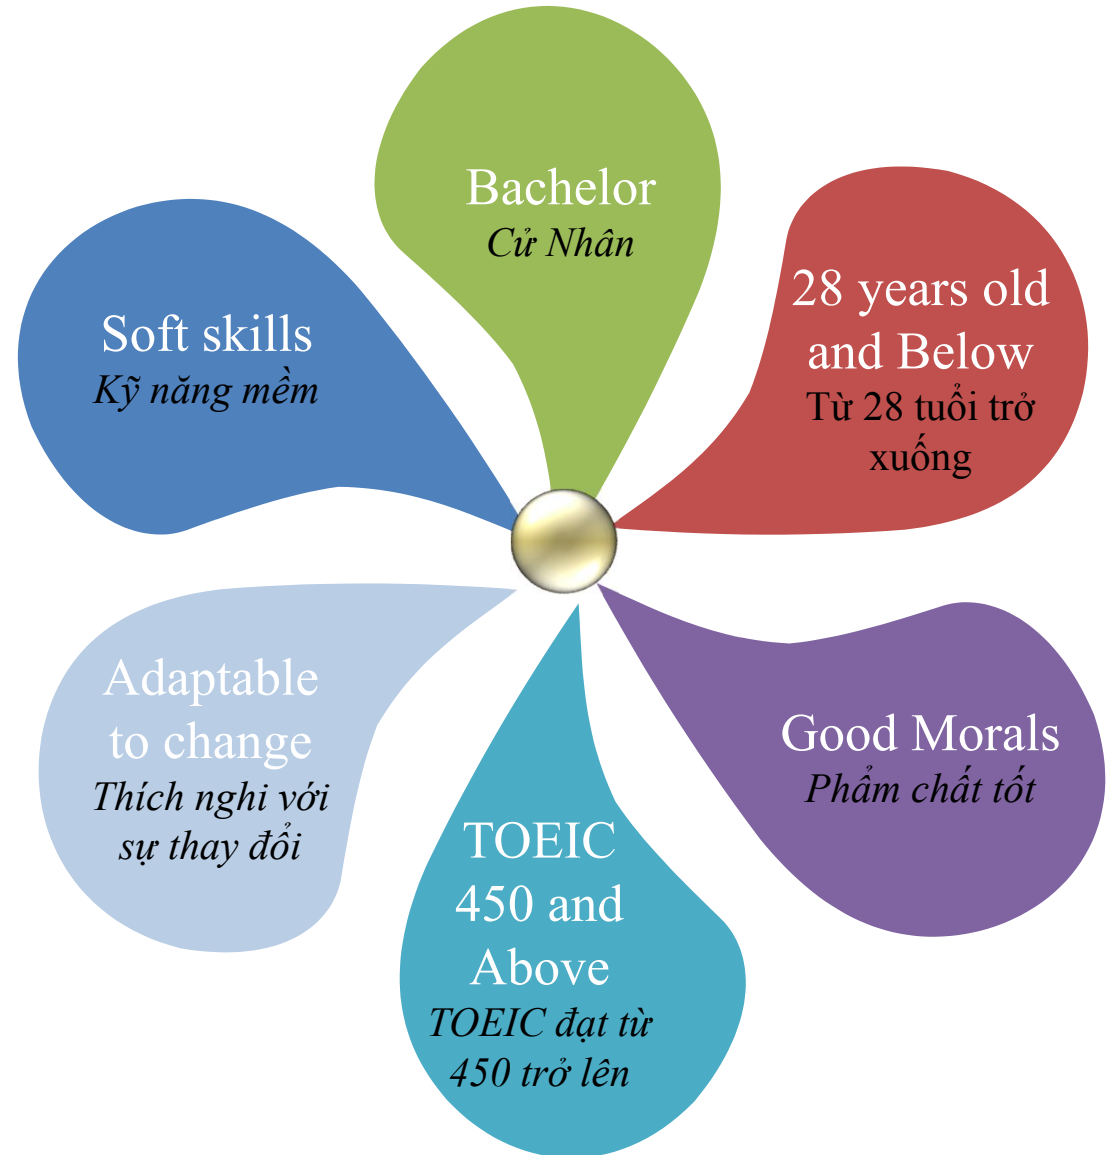 Bachelor
Cử Nhân
28 years old
and Below
Từ 28 tuổi trở
xuống
Good Morals
Phẩm chất tốt
TOEIC
450 and
Above
TOEIC đạt từ
450 trở lên
Adaptable
to change
Thích nghi với
sự thay đổi
Soft skills
Kỹ năng mềm